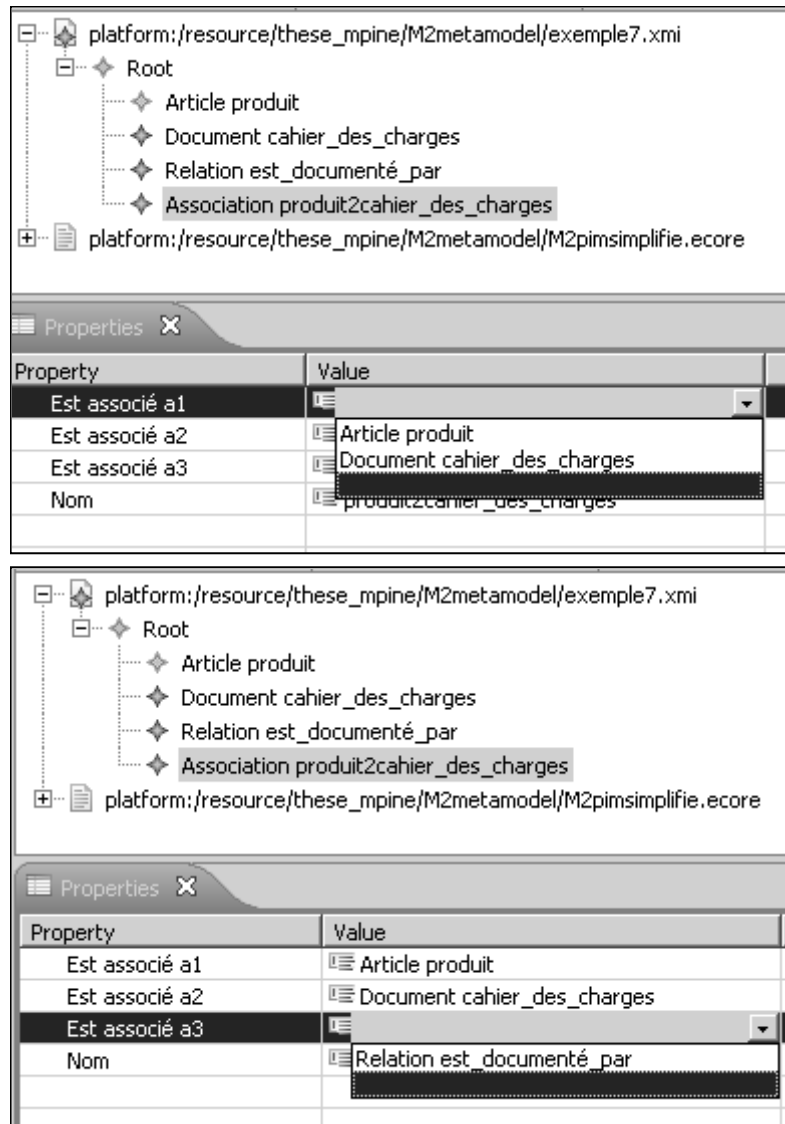 platform:/resource/these_mpine/M2metamodel/exemple7.xmi
Root
Article produit
Document cahier_des_charges
Relation est_documenté_par
Association produit2cahier_des_charges
platform:/resource/these_mpine/M2metamodel/M2pimsimplifie.ecore
Properties
Property Value
Est associé a1
Est associé a2 Article produit
Est associé a3 Document cahier_des_charges
Nom produit2cahier_des_charges
platform:/resource/these_mpine/M2metamodel/exemple7.xmi
Root
Article produit
Document cahier_des_charges
Relation est_documenté_par
Association produit2cahier_des_charges
platform:/resource/these_mpine/M2metamodel/M2pimsimplifie.ecore
Properties
Property Value
Est associé a1 Article produit
Est associé a2 Document cahier_des_charges
Est associé a3
Nom Relation est_documenté_par